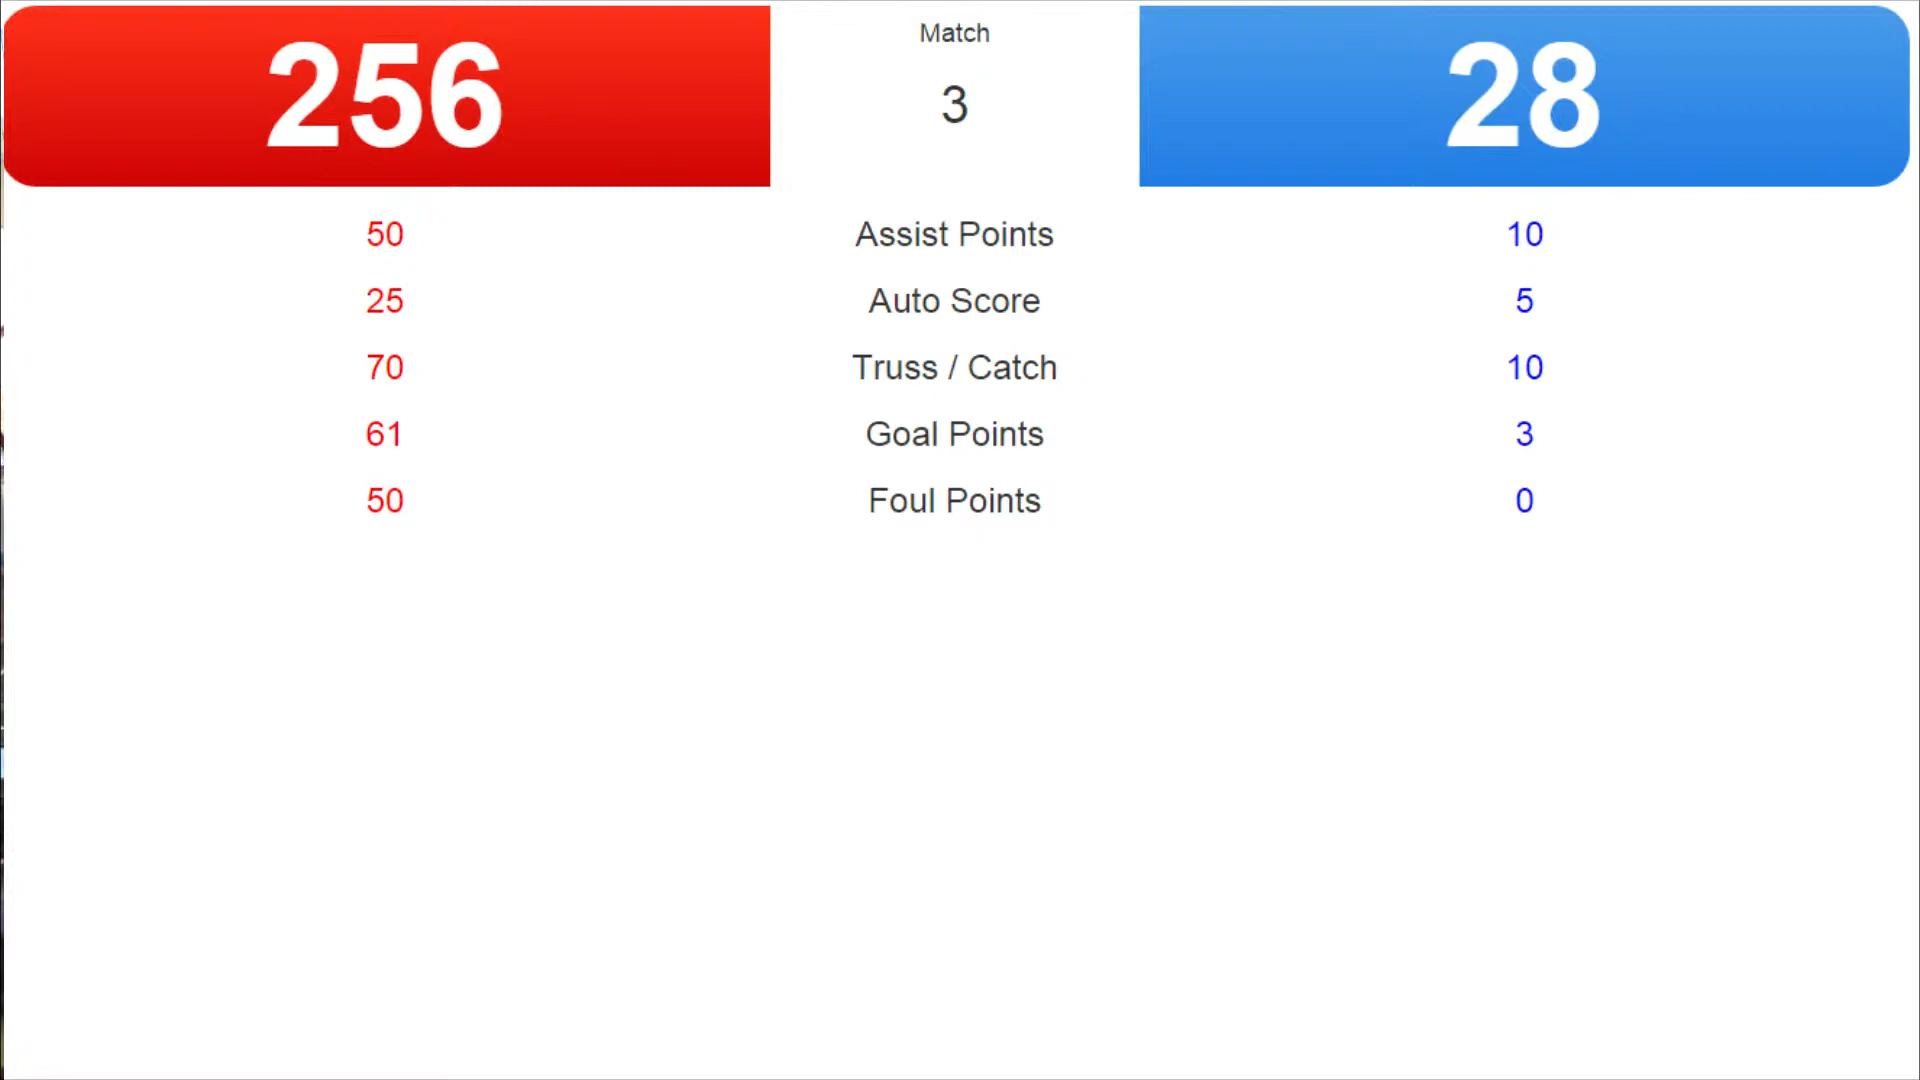 256 Match 28
3
50 Assist Points 10
25 Auto Score 5
70 Truss / Catch 10
61 Goal Points 3
50 Foul Points 0